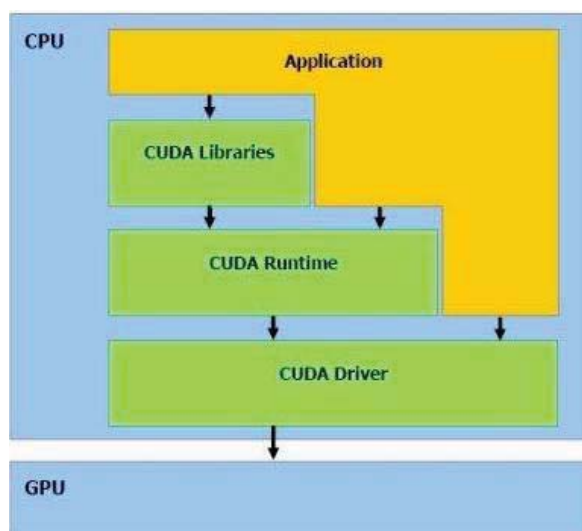 CPU
Application
CUDA Libraries
CUDA Runtime
CUDA Driver
GPU